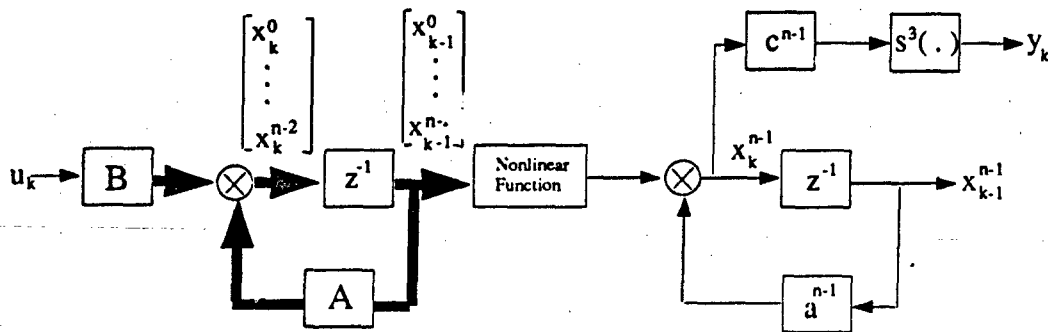 x_k^0
.
.
.
x_k^{n-2}
x_{k-1}^0
.
.
.
x_{k-1}^{n-.}
c^{n-1}
s^3(.)
y_k
u_k
B
z^{-1}
Nonlinear
Function
x_k^{n-1}
z^{-1}
x_{k-1}^{n-1}
A
a^{n-1}